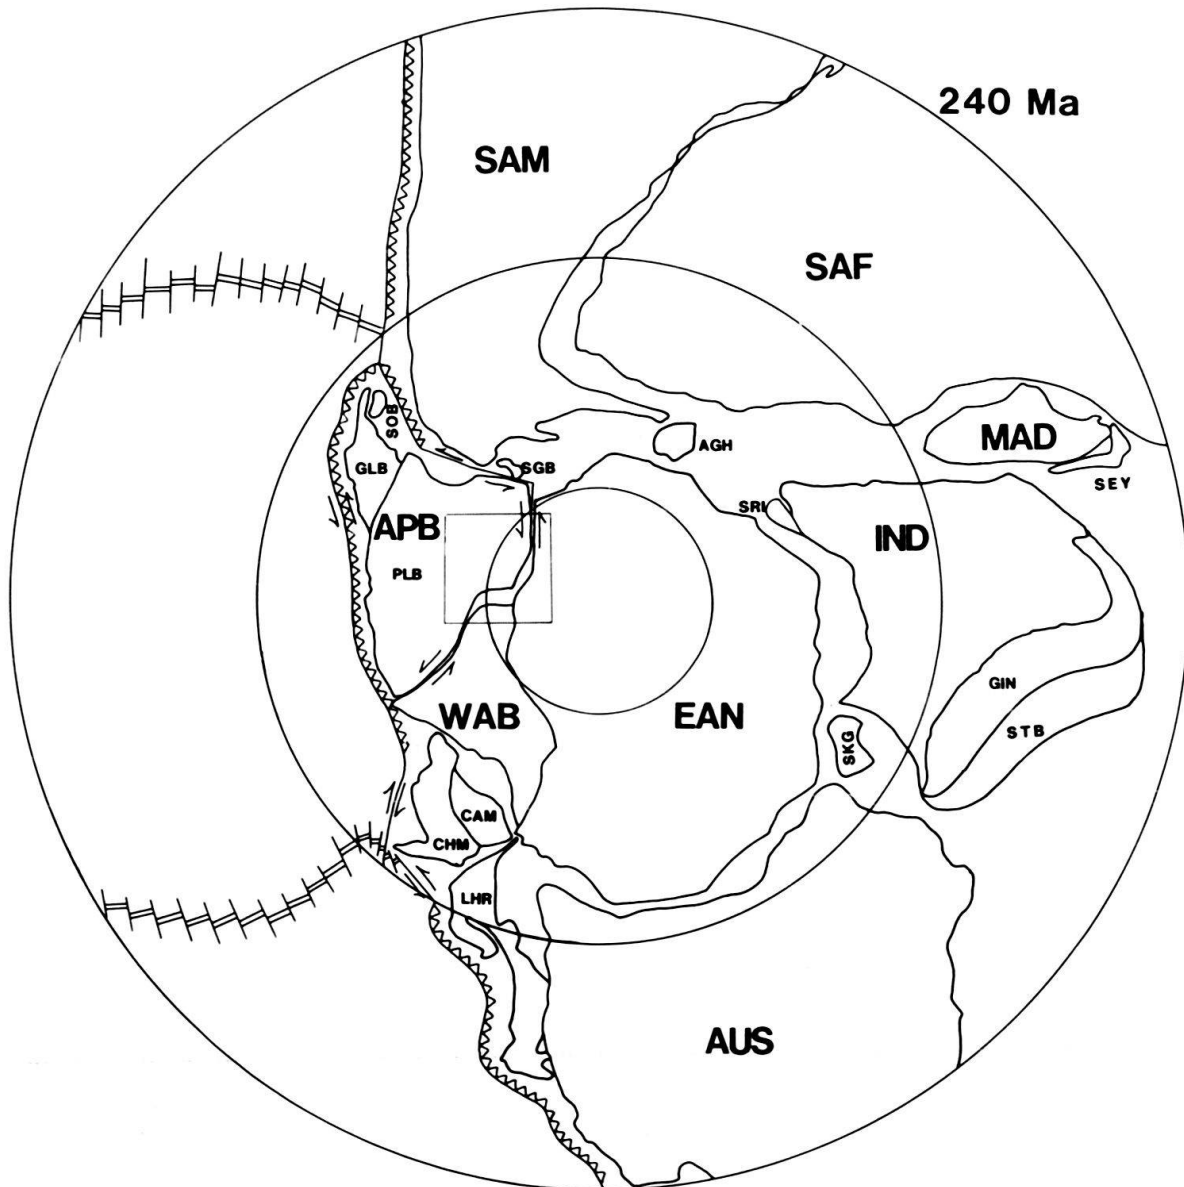 240 Ma
SAM
SAF
SOB
MAD
AGH
GLB
SGB
SEY
SRI
APB
IND
PLB
GIN
WAB
EAN
STB
SKG
CAM
CHM
LHR
AUS